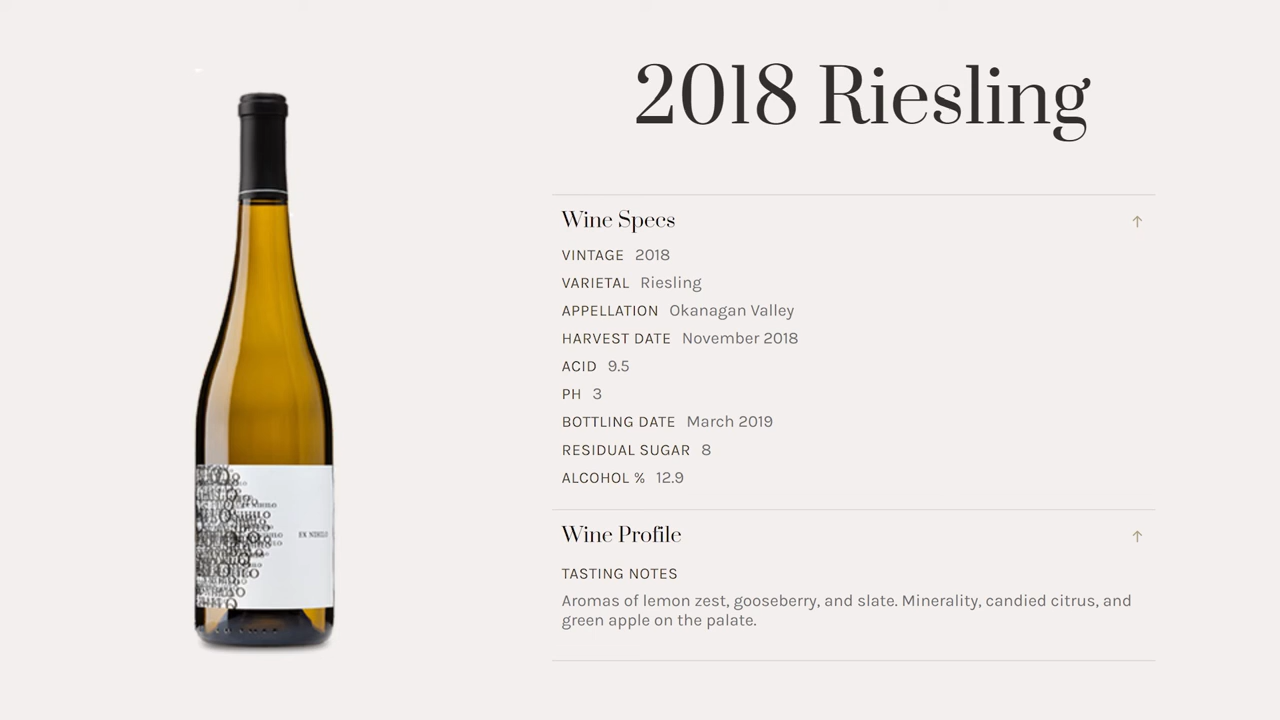 2018 Riesling
Wine Specs
VINTAGE 2018
VARIETAL Riesling
APPELLATION Okanagan Valley
HARVEST DATE November 2018
ACID 9.5
PH 3
BOTTLING DATE March 2019
RESIDUAL SUGAR 8
ALCOHOL % 12.9
Wine Profile
TASTING NOTES
Aromas of lemon zest, gooseberry, and slate. Minerality, candied citrus, and
green apple on the palate.
EX NIHILO